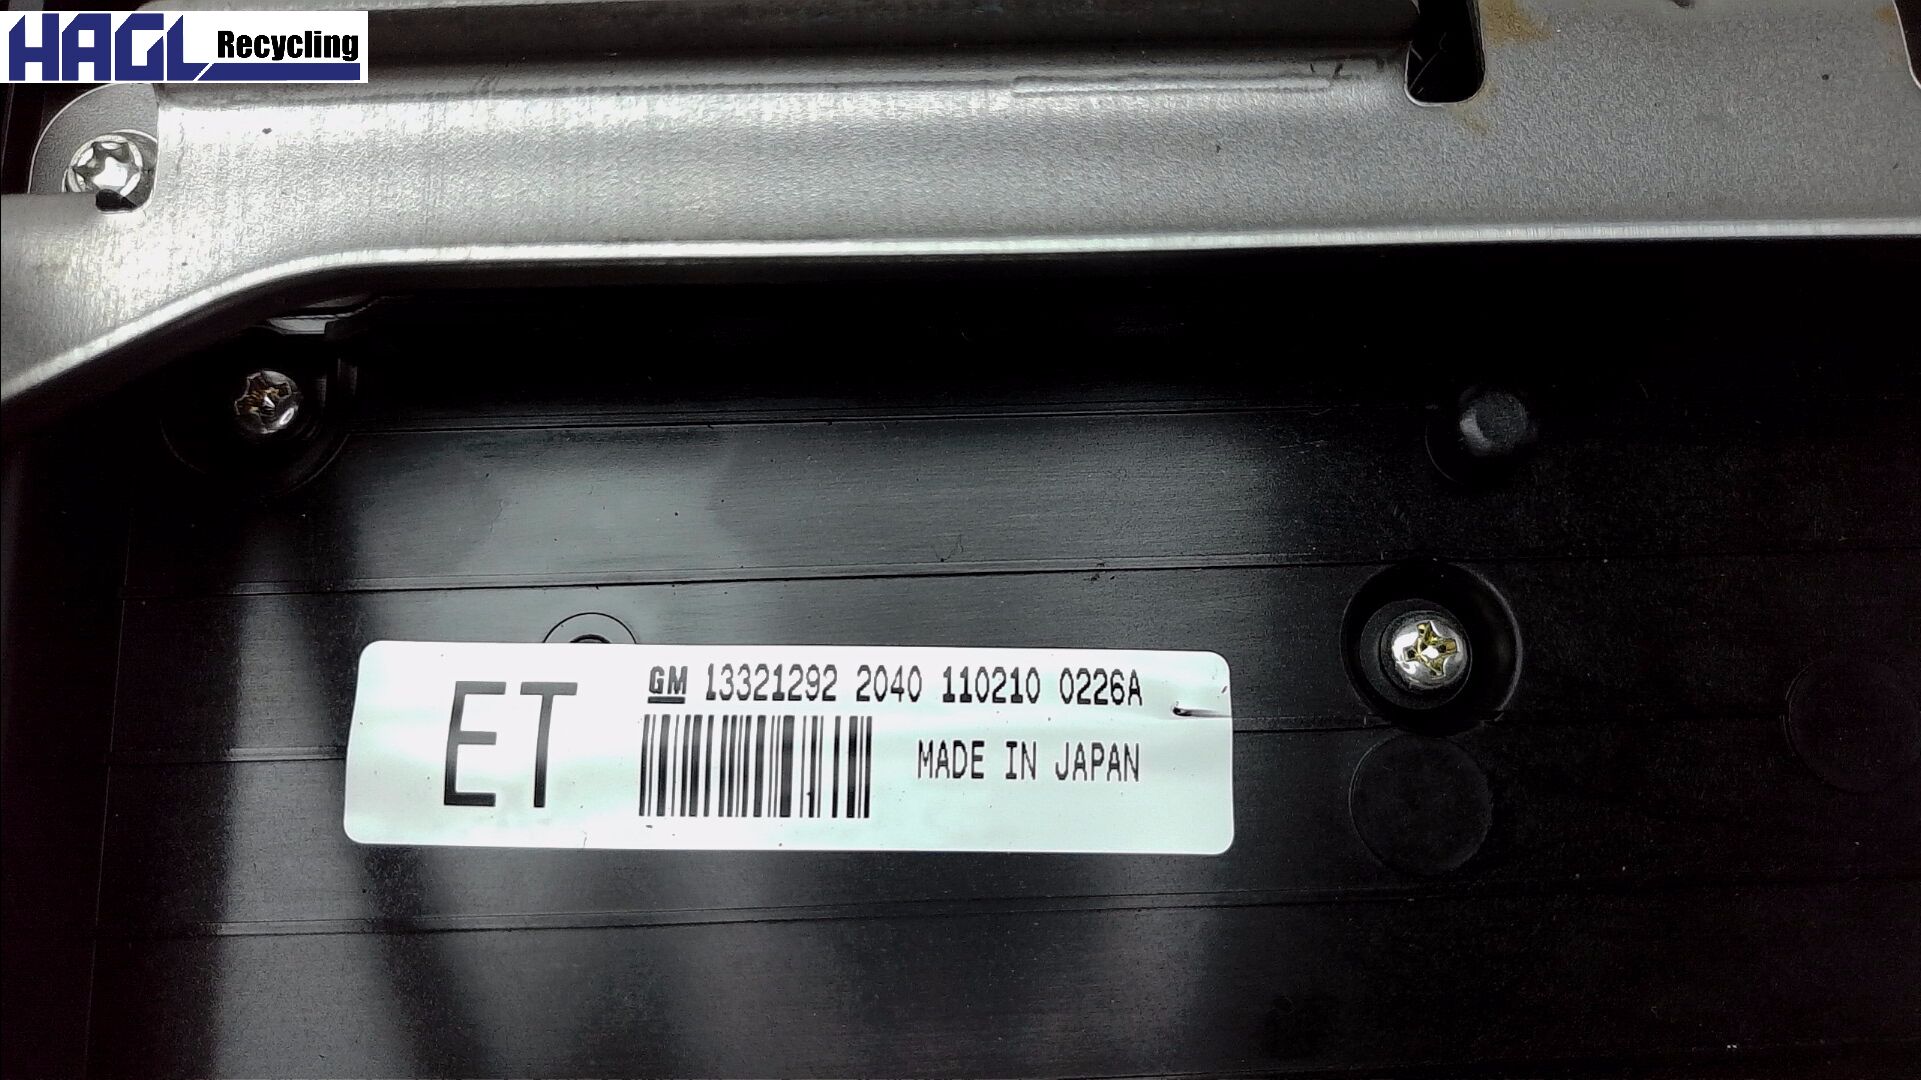 HAGL Recycling
ET
GM 13321292 2040 110210 0226A
MADE IN JAPAN